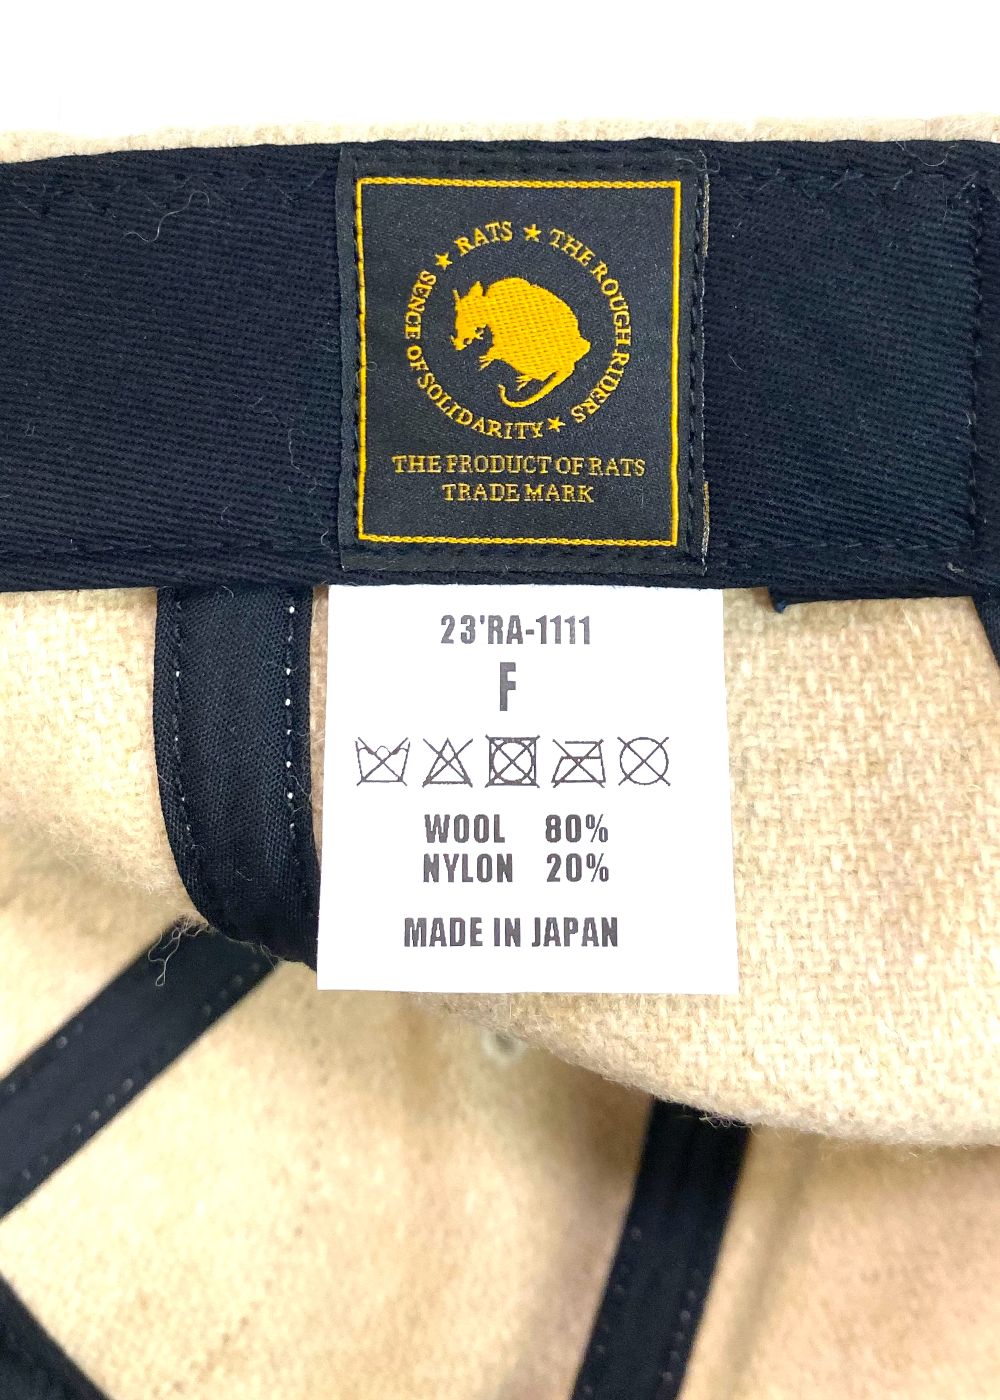 ★ RATS ★ THE ROUGH RIDERS
★ SENCE OF SOLIDARITY
THE PRODUCT OF RATS
TRADE MARK
23'RA-1111
F
WOOL 80%
NYLON 20%
MADE IN JAPAN